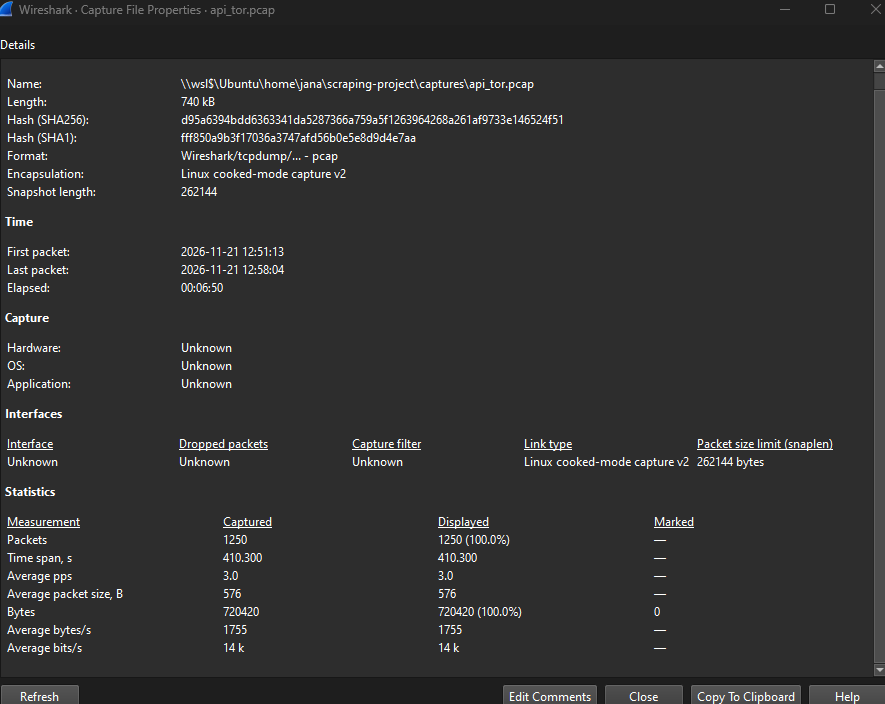 Wireshark · Capture File Properties · api_tor.pcap
Details
Name: \\wsl$\Ubuntu\home\jana\scraping-project\captures\api_tor.pcap
Length: 740 kB
Hash (SHA256): d95a6394bdd6363341da5287366a759a5f1263964268a261af9733e146524f51
Hash (SHA1): fff850a9b3f17036a3747afd56b0e5e8d9d4e7aa
Format: Wireshark/tcpdump/... - pcap
Encapsulation: Linux cooked-mode capture v2
Snapshot length: 262144
Time
First packet: 2026-11-21 12:51:13
Last packet: 2026-11-21 12:58:04
Elapsed: 00:06:50
Capture
Hardware: Unknown
OS: Unknown
Application: Unknown
Interfaces
Interface Dropped packets Capture filter Link type Packet size limit (snaplen)
Unknown Unknown Unknown Linux cooked-mode capture v2 262144 bytes
Statistics
Measurement Captured Displayed Marked
Packets 1250 1250 (100.0%) —
Time span, s 410.300 410.300 —
Average pps 3.0 3.0 —
Average packet size, B 576 576 —
Bytes 720420 720420 (100.0%) 0
Average bytes/s 1755 1755 —
Average bits/s 14 k 14 k —
Refresh Edit Comments Close Copy To Clipboard Help